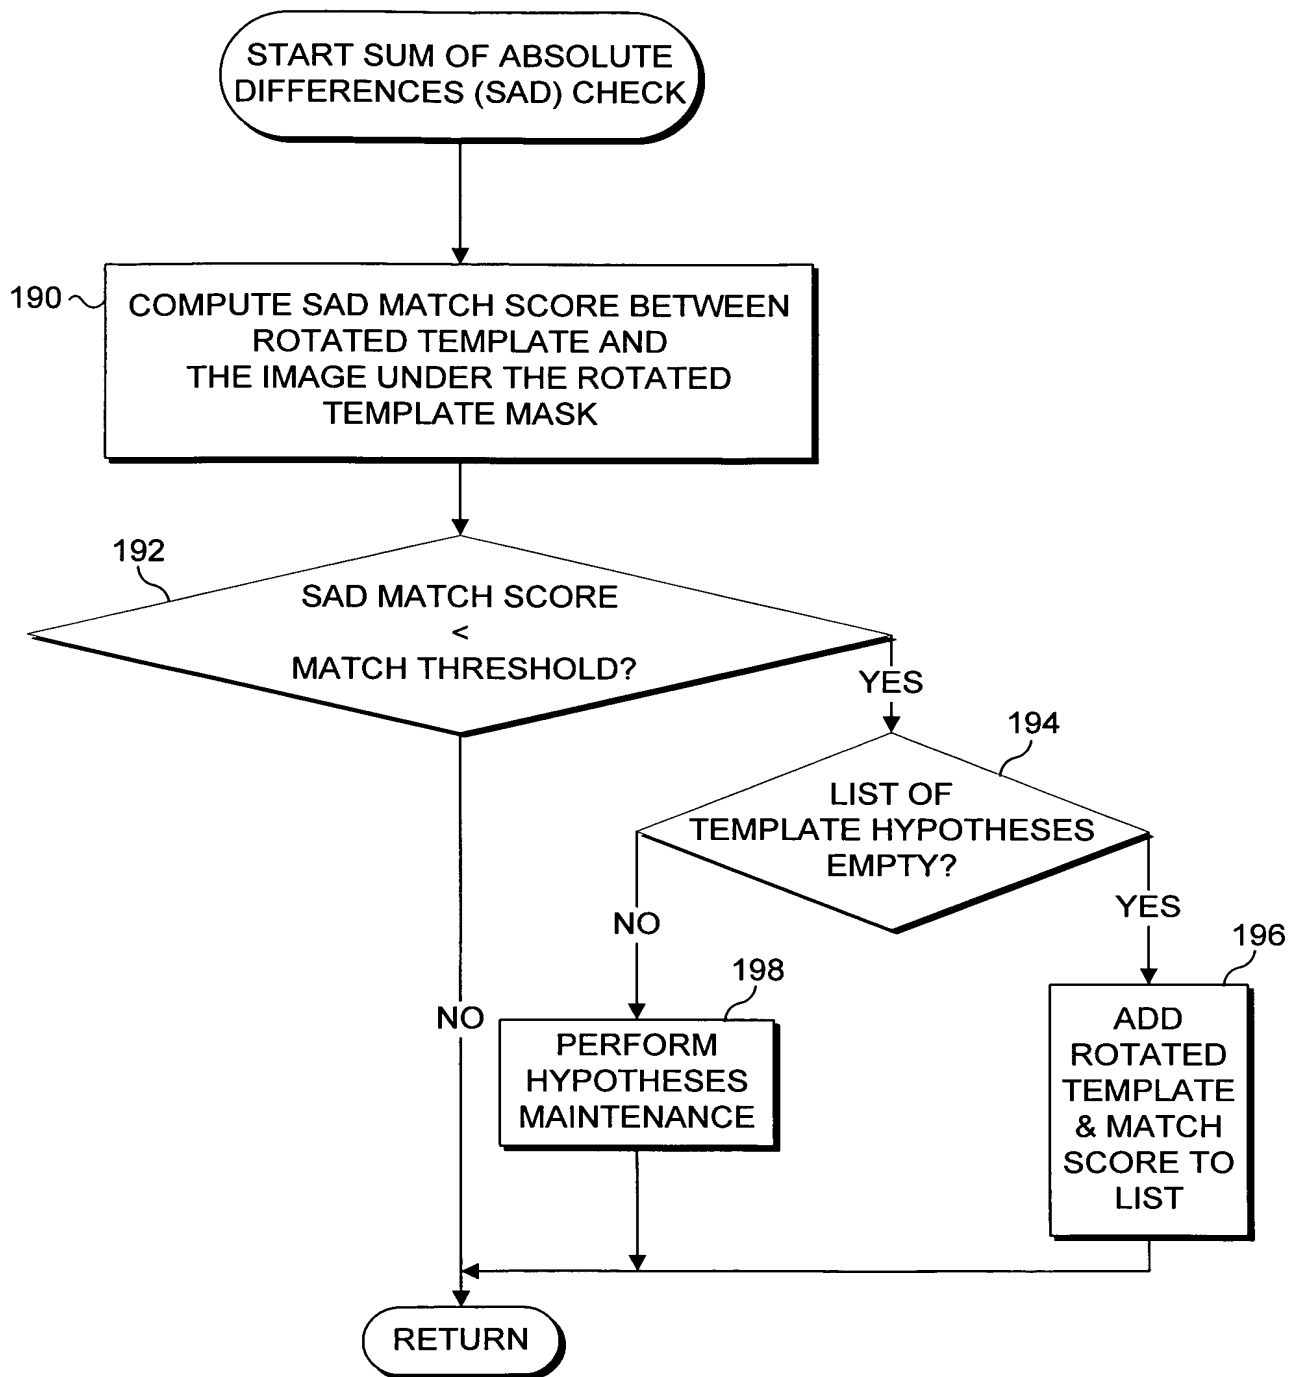 START SUM OF ABSOLUTE
DIFFERENCES (SAD) CHECK
190
COMPUTE SAD MATCH SCORE BETWEEN
ROTATED TEMPLATE AND
THE IMAGE UNDER THE ROTATED
TEMPLATE MASK
192
SAD MATCH SCORE
<
MATCH THRESHOLD?
YES
194
LIST OF
TEMPLATE HYPOTHESES
EMPTY?
NO
YES
196
198
NO
PERFORM
HYPOTHESES
MAINTENANCE
ADD
ROTATED
TEMPLATE
& MATCH
SCORE TO
LIST
RETURN